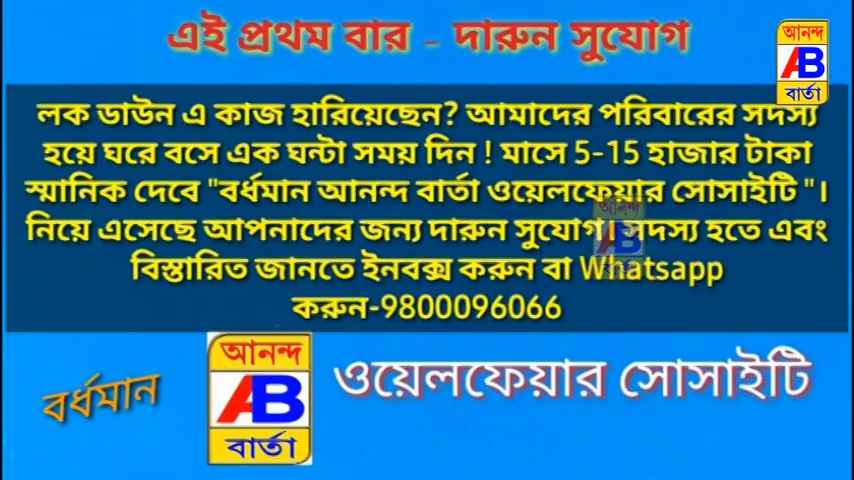 এই প্রথম বার - দারুন সুযোগ
আনন্দ
AB
বার্তা
লক ডাউন এ কাজ হারিয়েছেন? আমাদের পরিবারের সদস্য
হয়ে ঘরে বসে এক ঘন্টা সময় দিন ! মাসে 5-15 হাজার টাকা
স্মানিক দেবে "বর্ধমান আনন্দ বার্তা ওয়েলফেয়ার সোসাইটি "।
নিয়ে এসেছে আপনাদের জন্য দারুন সুযোগ। সদস্য হতে এবং
বিস্তারিত জানতে ইনবক্স করুন বা Whatsapp
করুন-9800096066
আনন্দ
AB
বার্তা
বর্ধমান
আনন্দ
AB
বার্তা
ওয়েলফেয়ার সোসাইটি